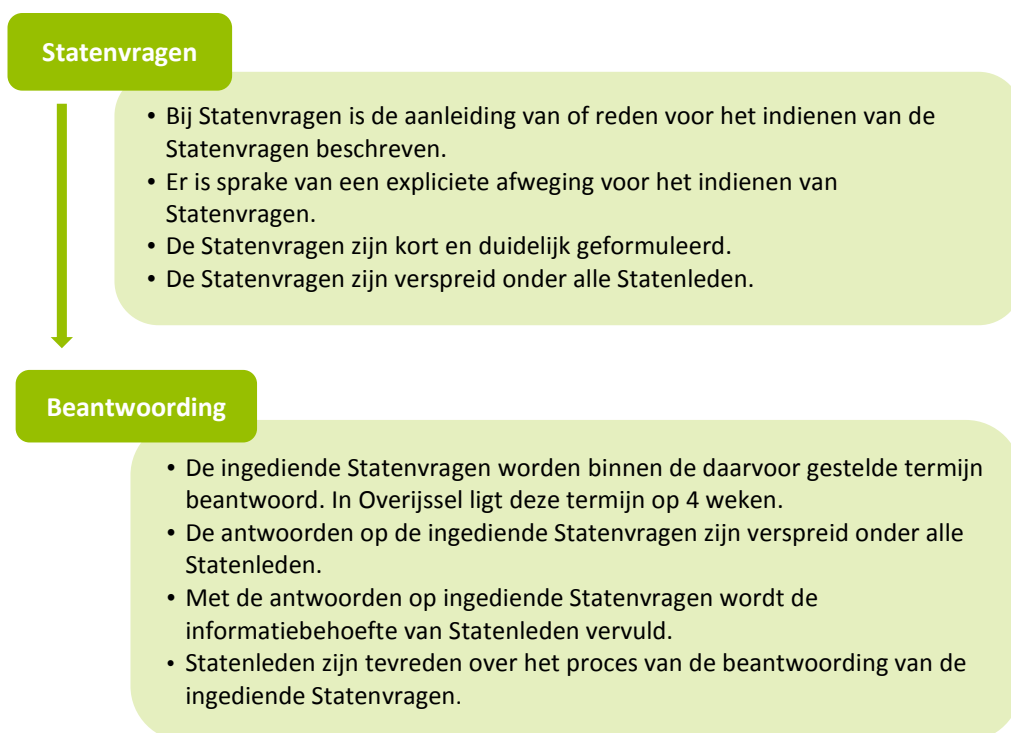 Statenvragen
• Bij Statenvragen is de aanleiding van of reden voor het indienen van de
Statenvragen beschreven.
• Er is sprake van een expliciete afweging voor het indienen van
Statenvragen.
• De Statenvragen zijn kort en duidelijk geformuleerd.
• De Statenvragen zijn verspreid onder alle Statenleden.
Beantwoording
• De ingediende Statenvragen worden binnen de daarvoor gestelde termijn
beantwoord. In Overijssel ligt deze termijn op 4 weken.
• De antwoorden op de ingediende Statenvragen zijn verspreid onder alle
Statenleden.
• Met de antwoorden op ingediende Statenvragen wordt de
informatiebehoefte van Statenleden vervuld.
• Statenleden zijn tevreden over het proces van de beantwoording van de
ingediende Statenvragen.